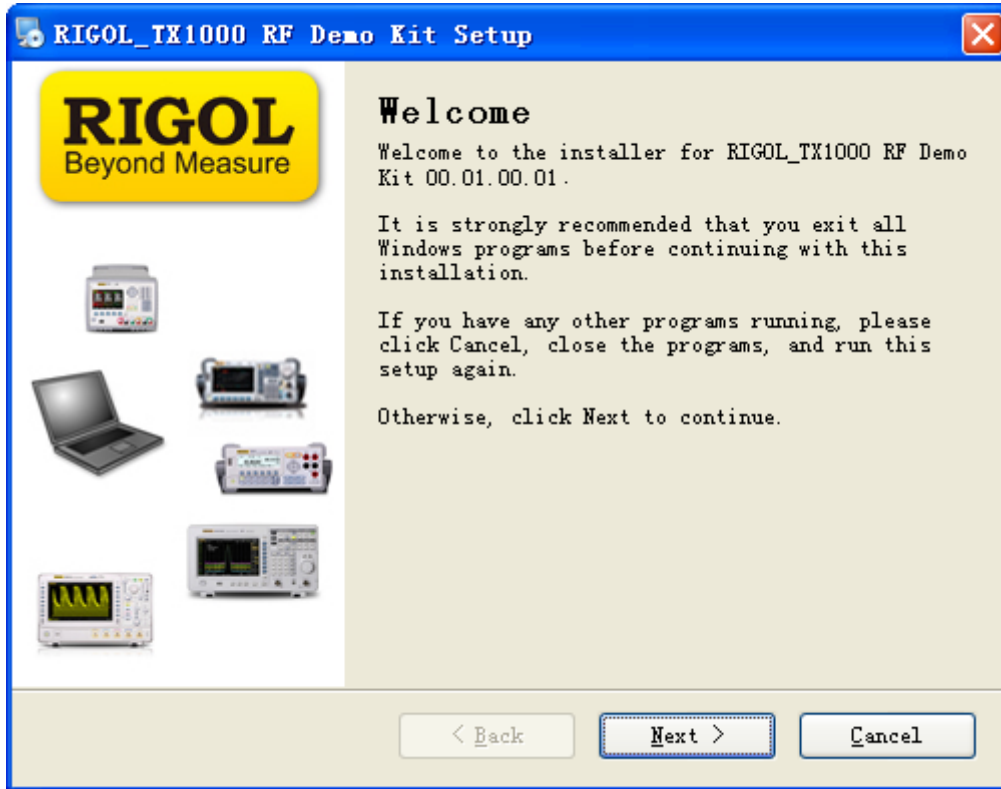 RIGOL_TX1000 RF Demo Kit Setup
RIGOL
Beyond Measure
Welcome
Welcome to the installer for RIGOL_TX1000 RF Demo
Kit 00.01.00.01.
It is strongly recommended that you exit all
Windows programs before continuing with this
installation.
If you have any other programs running, please
click Cancel, close the programs, and run this
setup again.
Otherwise, click Next to continue.
< Back
Next >
Cancel